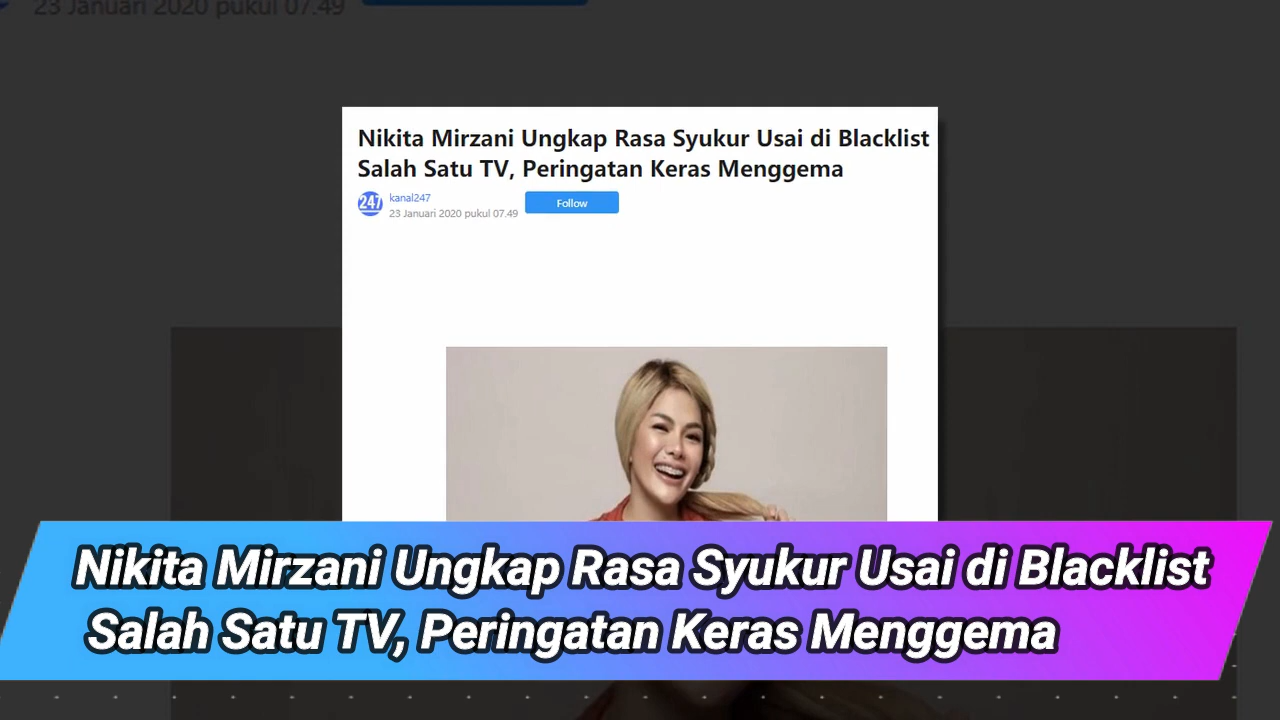 23 Januari 2020 pukul 07.49
Nikita Mirzani Ungkap Rasa Syukur Usai di Blacklist
Salah Satu TV, Peringatan Keras Menggema
247
kanal247
23 Januari 2020 pukul 07.49
Follow
Nikita Mirzani Ungkap Rasa Syukur Usai di Blacklist
Salah Satu TV, Peringatan Keras Menggema